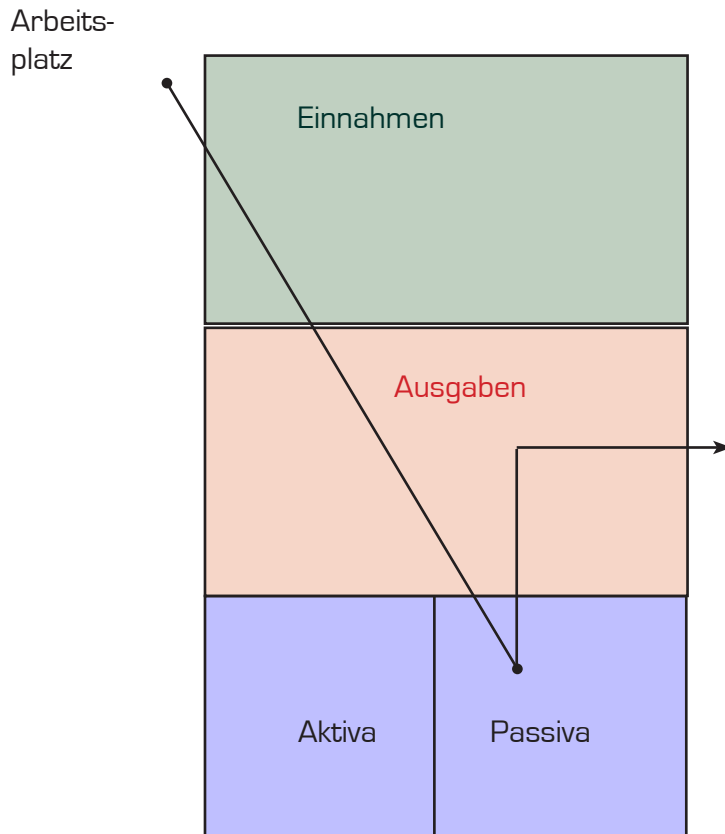 Arbeits-
platz
Einnahmen
Ausgaben
Aktiva
Passiva